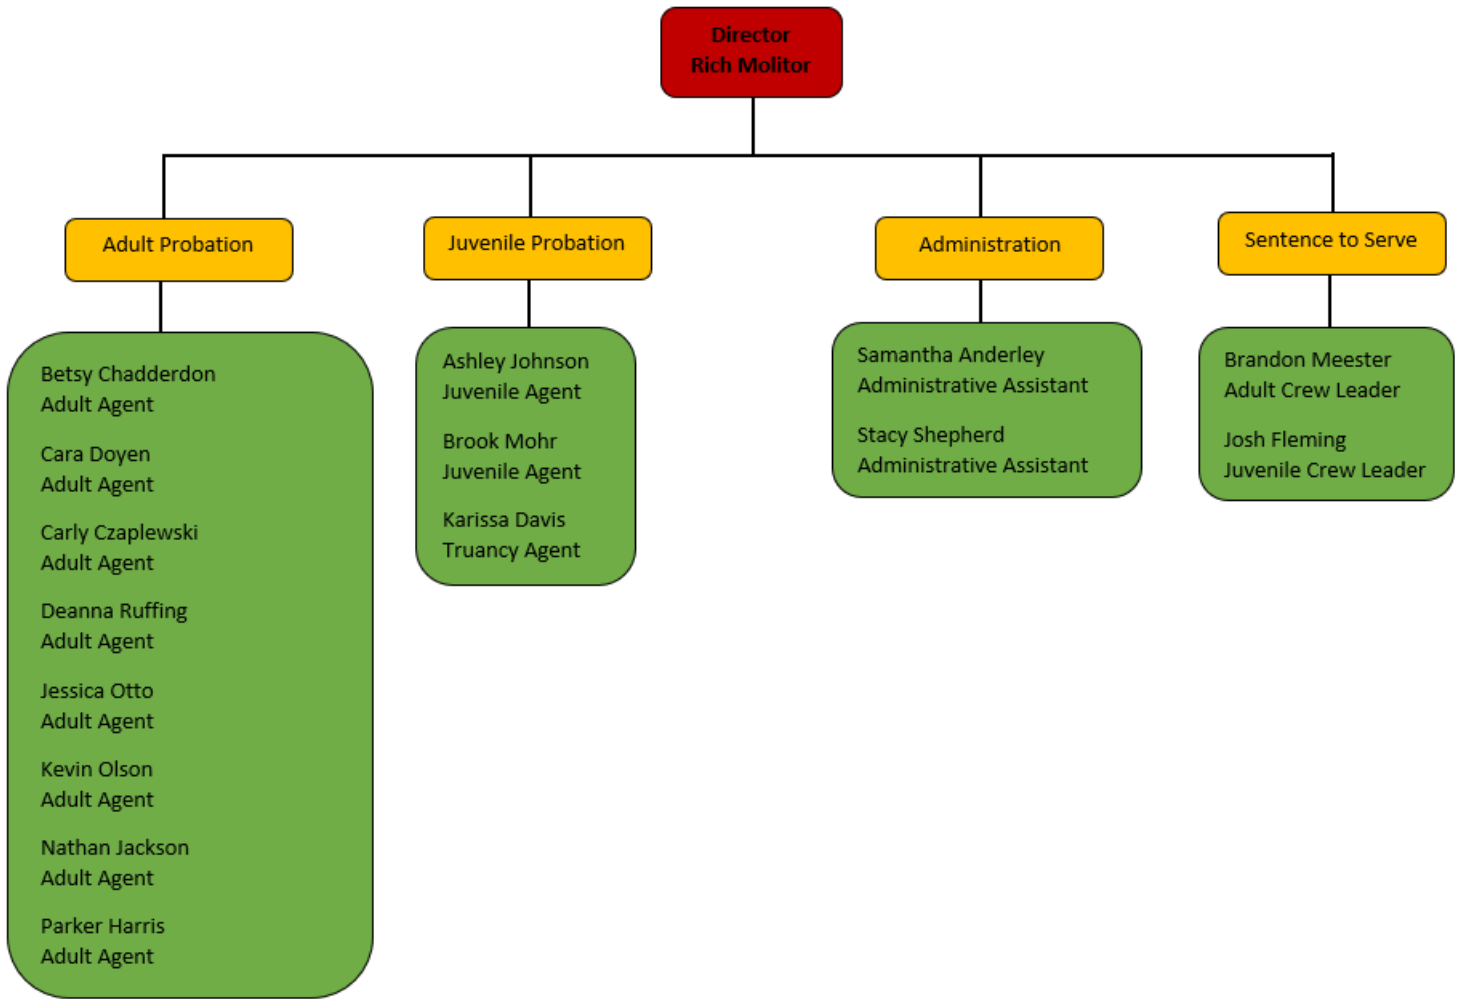 Director
Rich Molitor
Adult Probation
Juvenile Probation
Administration
Sentence to Serve
Betsy Chadderdon
Adult Agent
Cara Doyen
Adult Agent
Carly Czaplewski
Adult Agent
Deanna Ruffing
Adult Agent
Jessica Otto
Adult Agent
Kevin Olson
Adult Agent
Nathan Jackson
Adult Agent
Parker Harris
Adult Agent
Ashley Johnson
Juvenile Agent
Brook Mohr
Juvenile Agent
Karissa Davis
Truancy Agent
Samantha Anderley
Administrative Assistant
Stacy Shepherd
Administrative Assistant
Brandon Meester
Adult Crew Leader
Josh Fleming
Juvenile Crew Leader